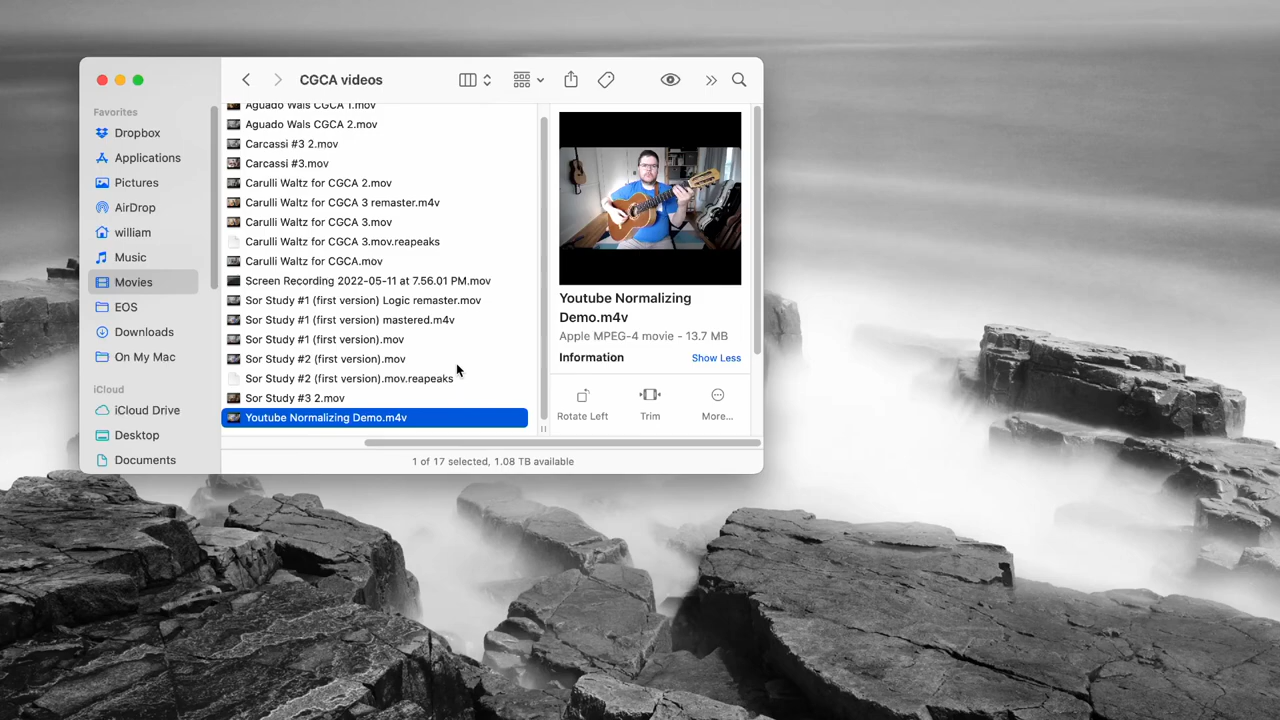 CGCA videos
Favorites
Dropbox
Applications
Pictures
AirDrop
william
Music
Movies
EOS
Downloads
On My Mac
iCloud
iCloud Drive
Desktop
Documents
Aguado Wals CGCA 1.mov
Aguado Wals CGCA 2.mov
Carcassi #3 2.mov
Carcassi #3.mov
Carulli Waltz for CGCA 2.mov
Carulli Waltz for CGCA 3 remaster.m4v
Carulli Waltz for CGCA 3.mov
Carulli Waltz for CGCA 3.mov.reapeaks
Carulli Waltz for CGCA.mov
Screen Recording 2022-05-11 at 7.56.01 PM.mov
Sor Study #1 (first version) Logic remaster.mov
Sor Study #1 (first version) mastered.m4v
Sor Study #1 (first version).mov
Sor Study #2 (first version).mov
Sor Study #2 (first version).mov.reapeaks
Sor Study #3 2.mov
Youtube Normalizing Demo.m4v
Youtube Normalizing
Demo.m4v
Apple MPEG-4 movie - 13.7 MB
Information Show Less
Rotate Left Trim More...
1 of 17 selected, 1.08 TB available